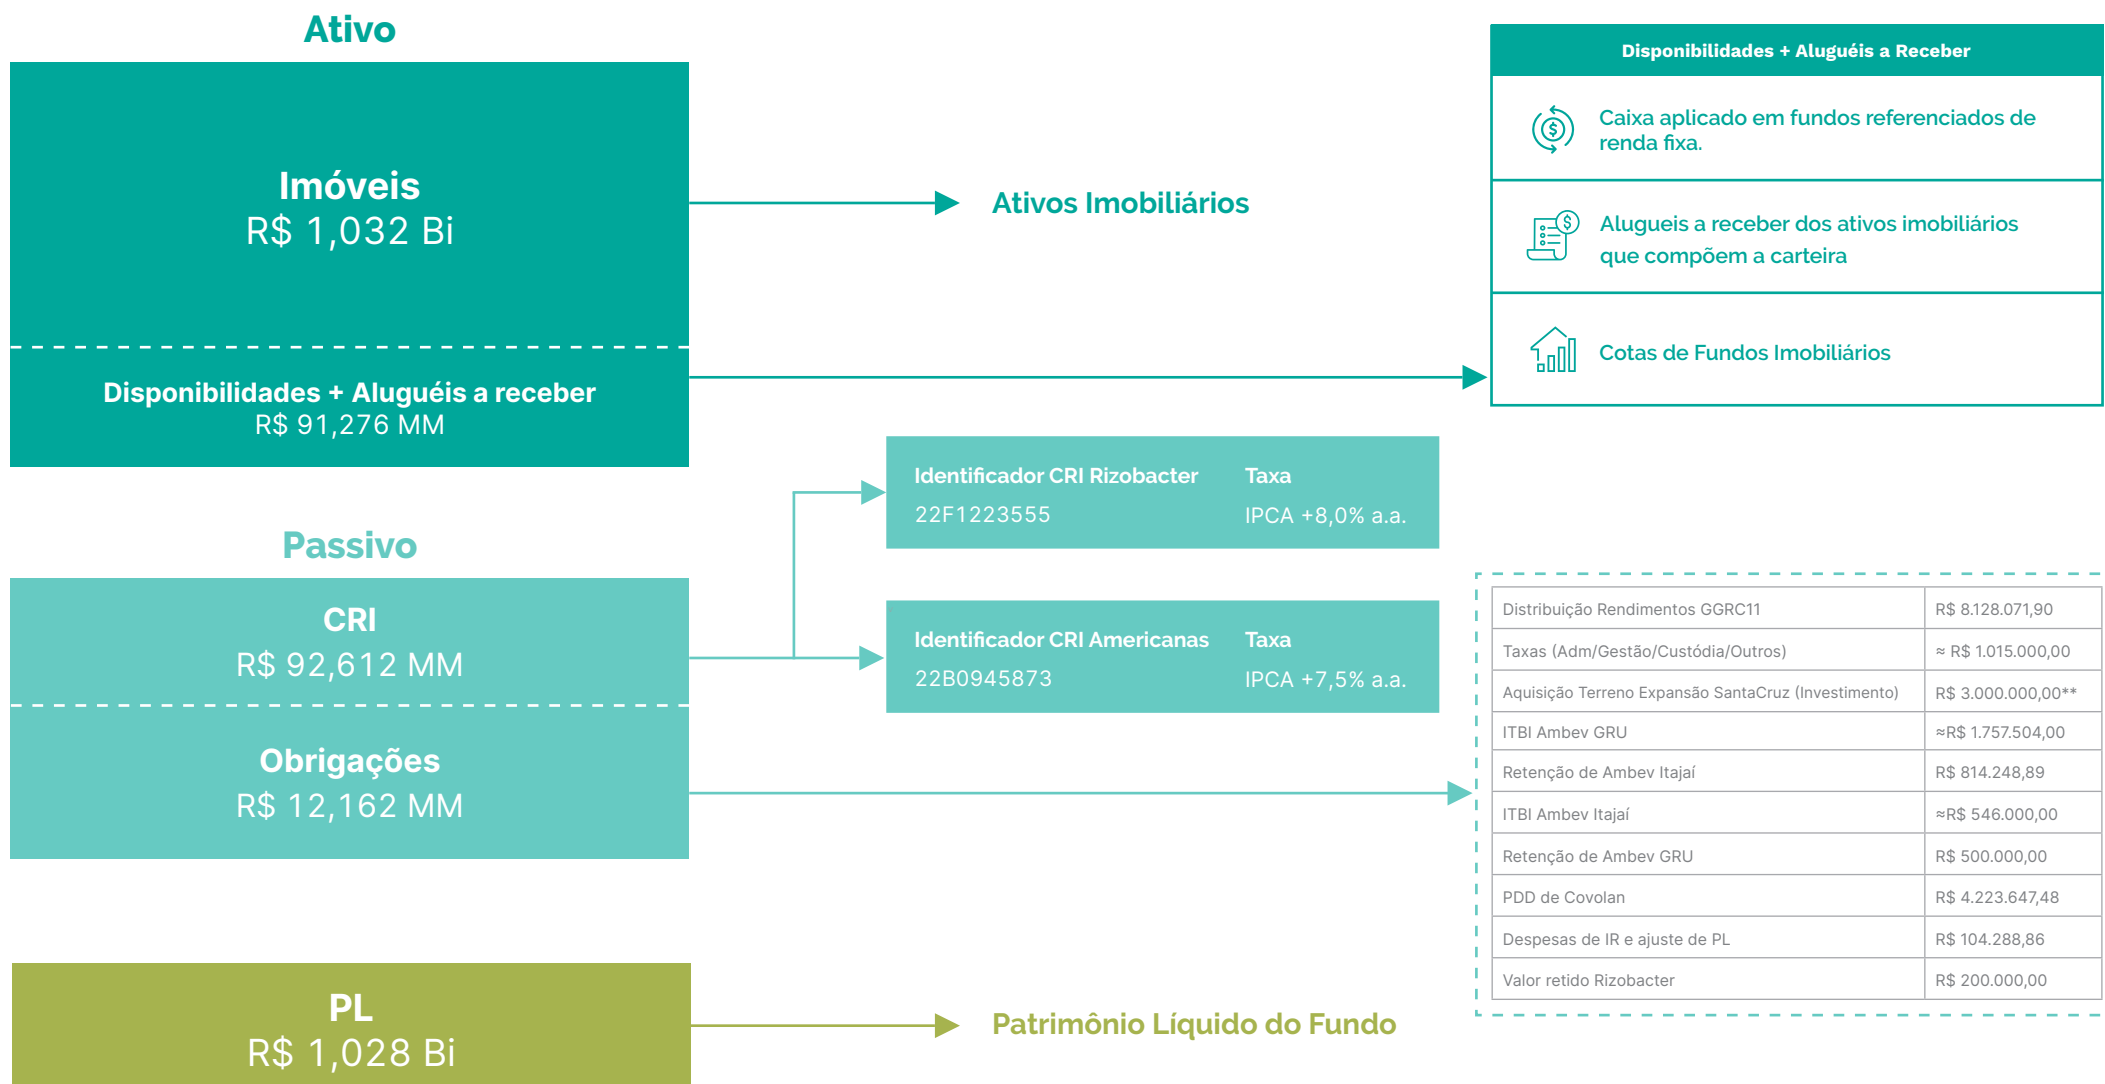 Ativo
Imóveis
R$ 1,032 Bi
Disponibilidades + Aluguéis a receber
R$ 91,276 MM
Ativos Imobiliários
Disponibilidades + Aluguéis a Receber
Caixa aplicado em fundos referenciados de
renda fixa.
Alugueis a receber dos ativos imobiliários
que compõem a carteira
Cotas de Fundos Imobiliários
Passivo
CRI
R$ 92,612 MM
Obrigações
R$ 12,162 MM
Identificador CRI Rizobacter Taxa
22F1223555 IPCA +8,0% a.a.
Identificador CRI Americanas Taxa
22B0945873 IPCA +7,5% a.a.
Distribuição Rendimentos GGRC11 R$ 8.128.071,90
Taxas (Adm/Gestão/Custódia/Outros) ≈ R$ 1.015.000,00
Aquisição Terreno Expansão SantaCruz (Investimento) R$ 3.000.000,00**
ITBI Ambev GRU ≈R$ 1.757.504,00
Retenção de Ambev Itajaí R$ 814.248,89
ITBI Ambev Itajaí ≈R$ 546.000,00
Retenção de Ambev GRU R$ 500.000,00
PDD de Covolan R$ 4.223.647,48
Despesas de IR e ajuste de PL R$ 104.288,86
Valor retido Rizobacter R$ 200.000,00
PL
R$ 1,028 Bi
Patrimônio Líquido do Fundo